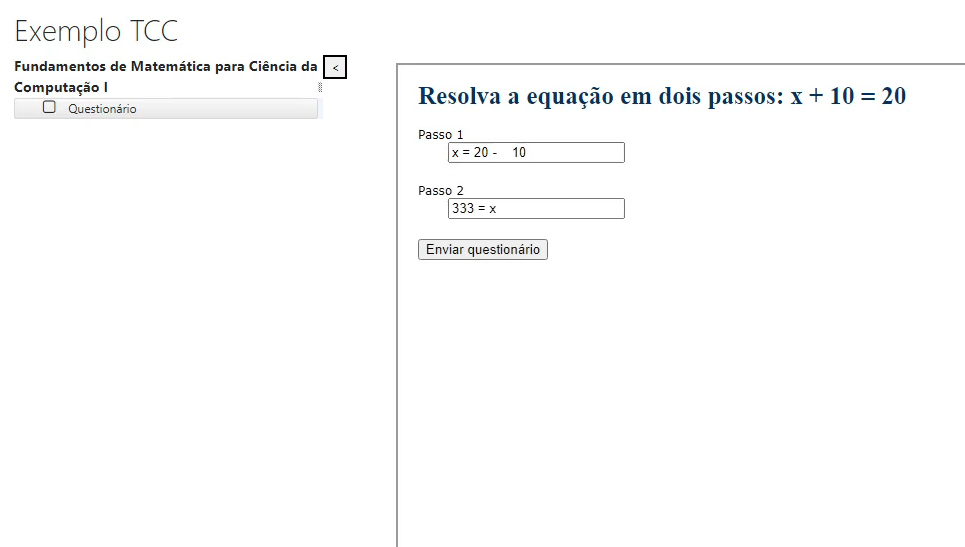 Exemplo TCC
Fundamentos de Matemática para Ciência da
Computação I
<
Questionário
Resolva a equação em dois passos: x + 10 = 20
Passo 1
x = 20 -    10
Passo 2
333 = x
Enviar questionário